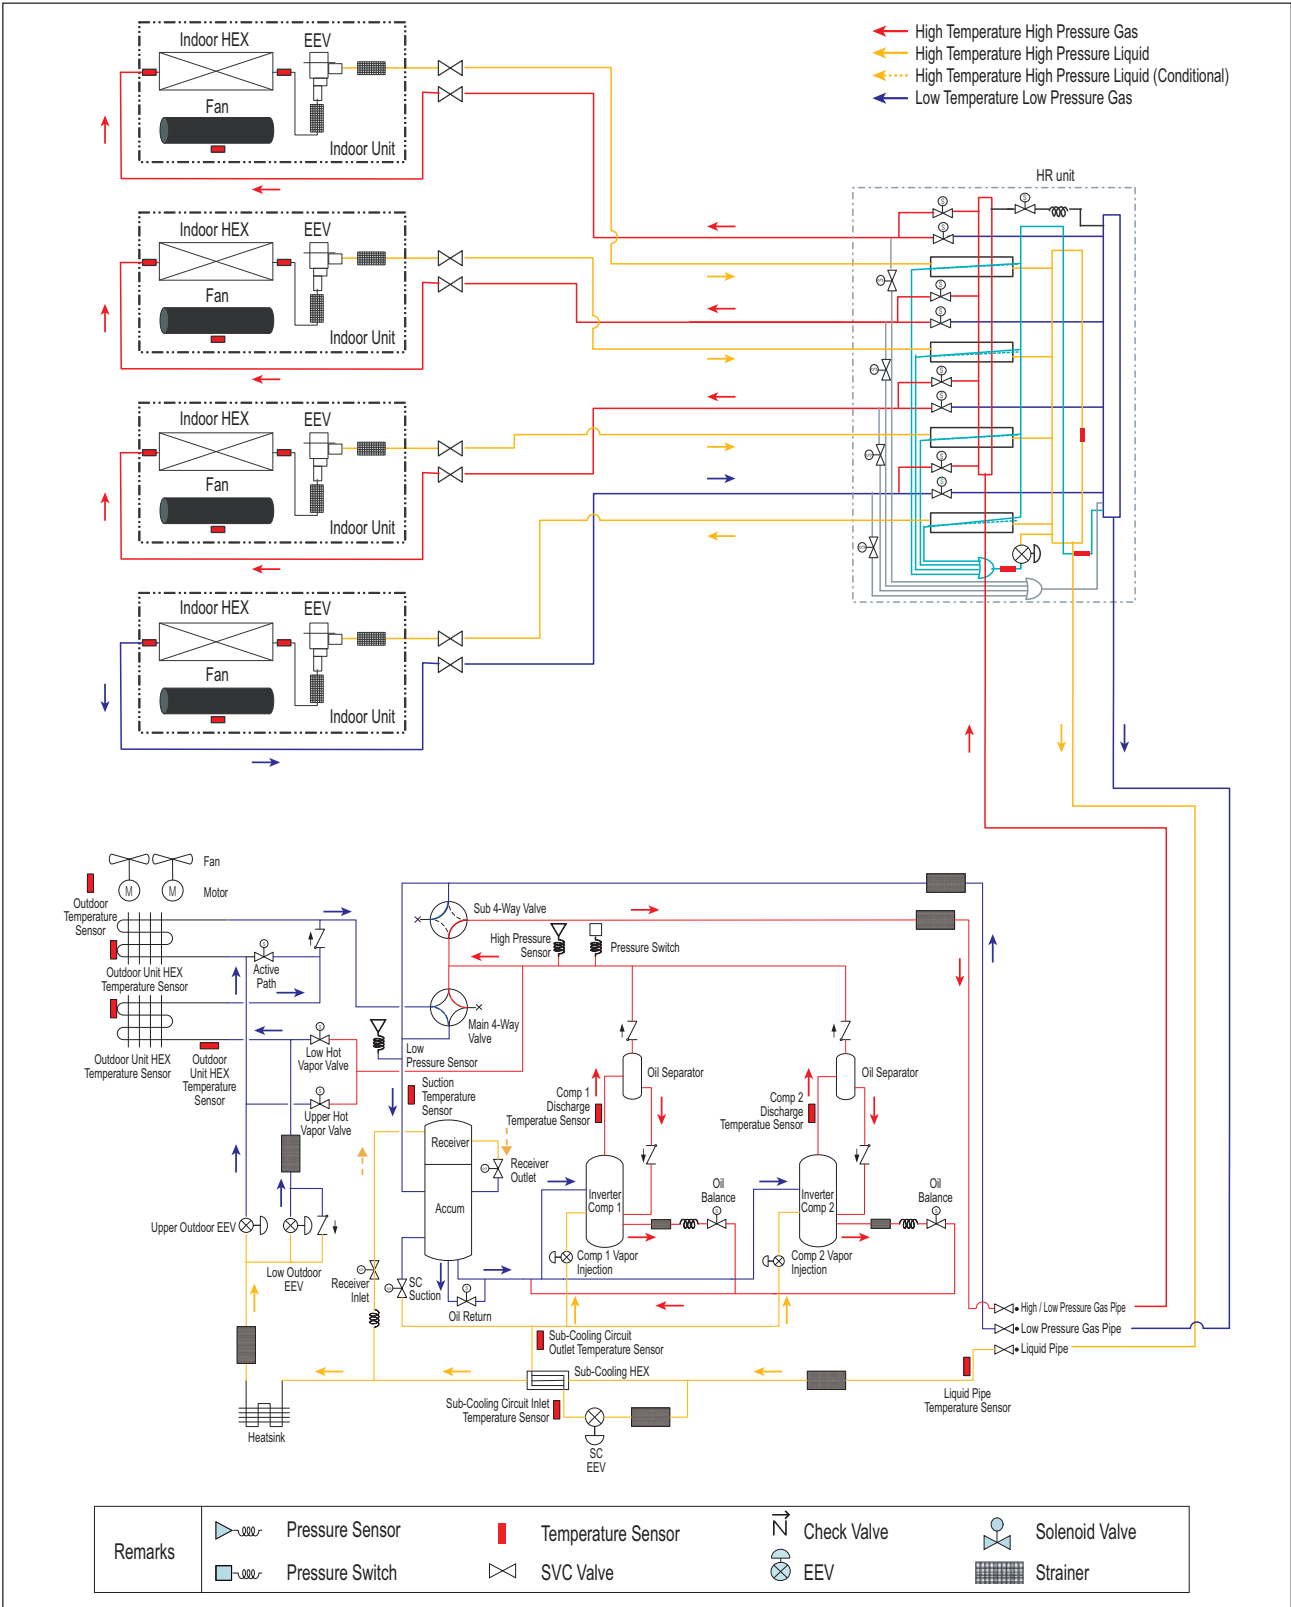 High Temperature High Pressure Gas
High Temperature High Pressure Liquid
High Temperature High Pressure Liquid (Conditional)
Low Temperature Low Pressure Gas
Indoor HEX
EEV
Fan
Indoor Unit
HR unit
S
S
S
S
S
S
S
S
S
S
S
S
S
Indoor HEX
EEV
Fan
Indoor Unit
Indoor HEX
EEV
Fan
Indoor Unit
Indoor HEX
EEV
Fan
Indoor Unit
Fan
M
M
Motor
Outdoor
Temperature
Sensor
Sub 4-Way Valve
High Pressure
Sensor
Pressure Switch
S
Active
Path
Outdoor Unit HEX
Temperature Sensor
Main 4-Way
Valve
S
Low Hot
Vapor Valve
Outdoor Unit HEX
Temperature Sensor
Outdoor
Unit HEX
Temperature
Sensor
Low
Pressure Sensor
Suction
Temperature
Sensor
S
Upper Hot
Vapor Valve
Oil Separator
Oil Separator
Comp 1
Discharge
Temperatue Sensor
Comp 2
Discharge
Temperatue Sensor
Receiver
S
Receiver
Outlet
Accum
Inverter
Comp 1
Inverter
Comp 2
Oil
Balance
S
Oil
Balance
S
Upper Outdoor EEV
Low Outdoor
EEV
S
Receiver
Inlet
S
SC
Suction
S
Oil Return
Comp 1 Vapor
Injection
Comp 2 Vapor
Injection
High / Low Pressure Gas Pipe
Low Pressure Gas Pipe
Liquid Pipe
Sub-Cooling Circuit
Outlet Temperature Sensor
Sub-Cooling HEX
Liquid Pipe
Temperature Sensor
Sub-Cooling Circuit Inlet
Temperature Sensor
Heatsink
SC
EEV
Remarks
Pressure Sensor
Temperature Sensor
Check Valve
Solenoid Valve
Pressure Switch
SVC Valve
EEV
Strainer